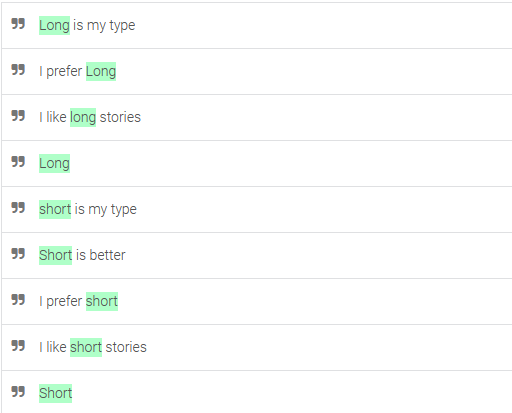 Long is my type
I prefer Long
I like long stories
Long
short is my type
Short is better
I prefer short
I like short stories
Short